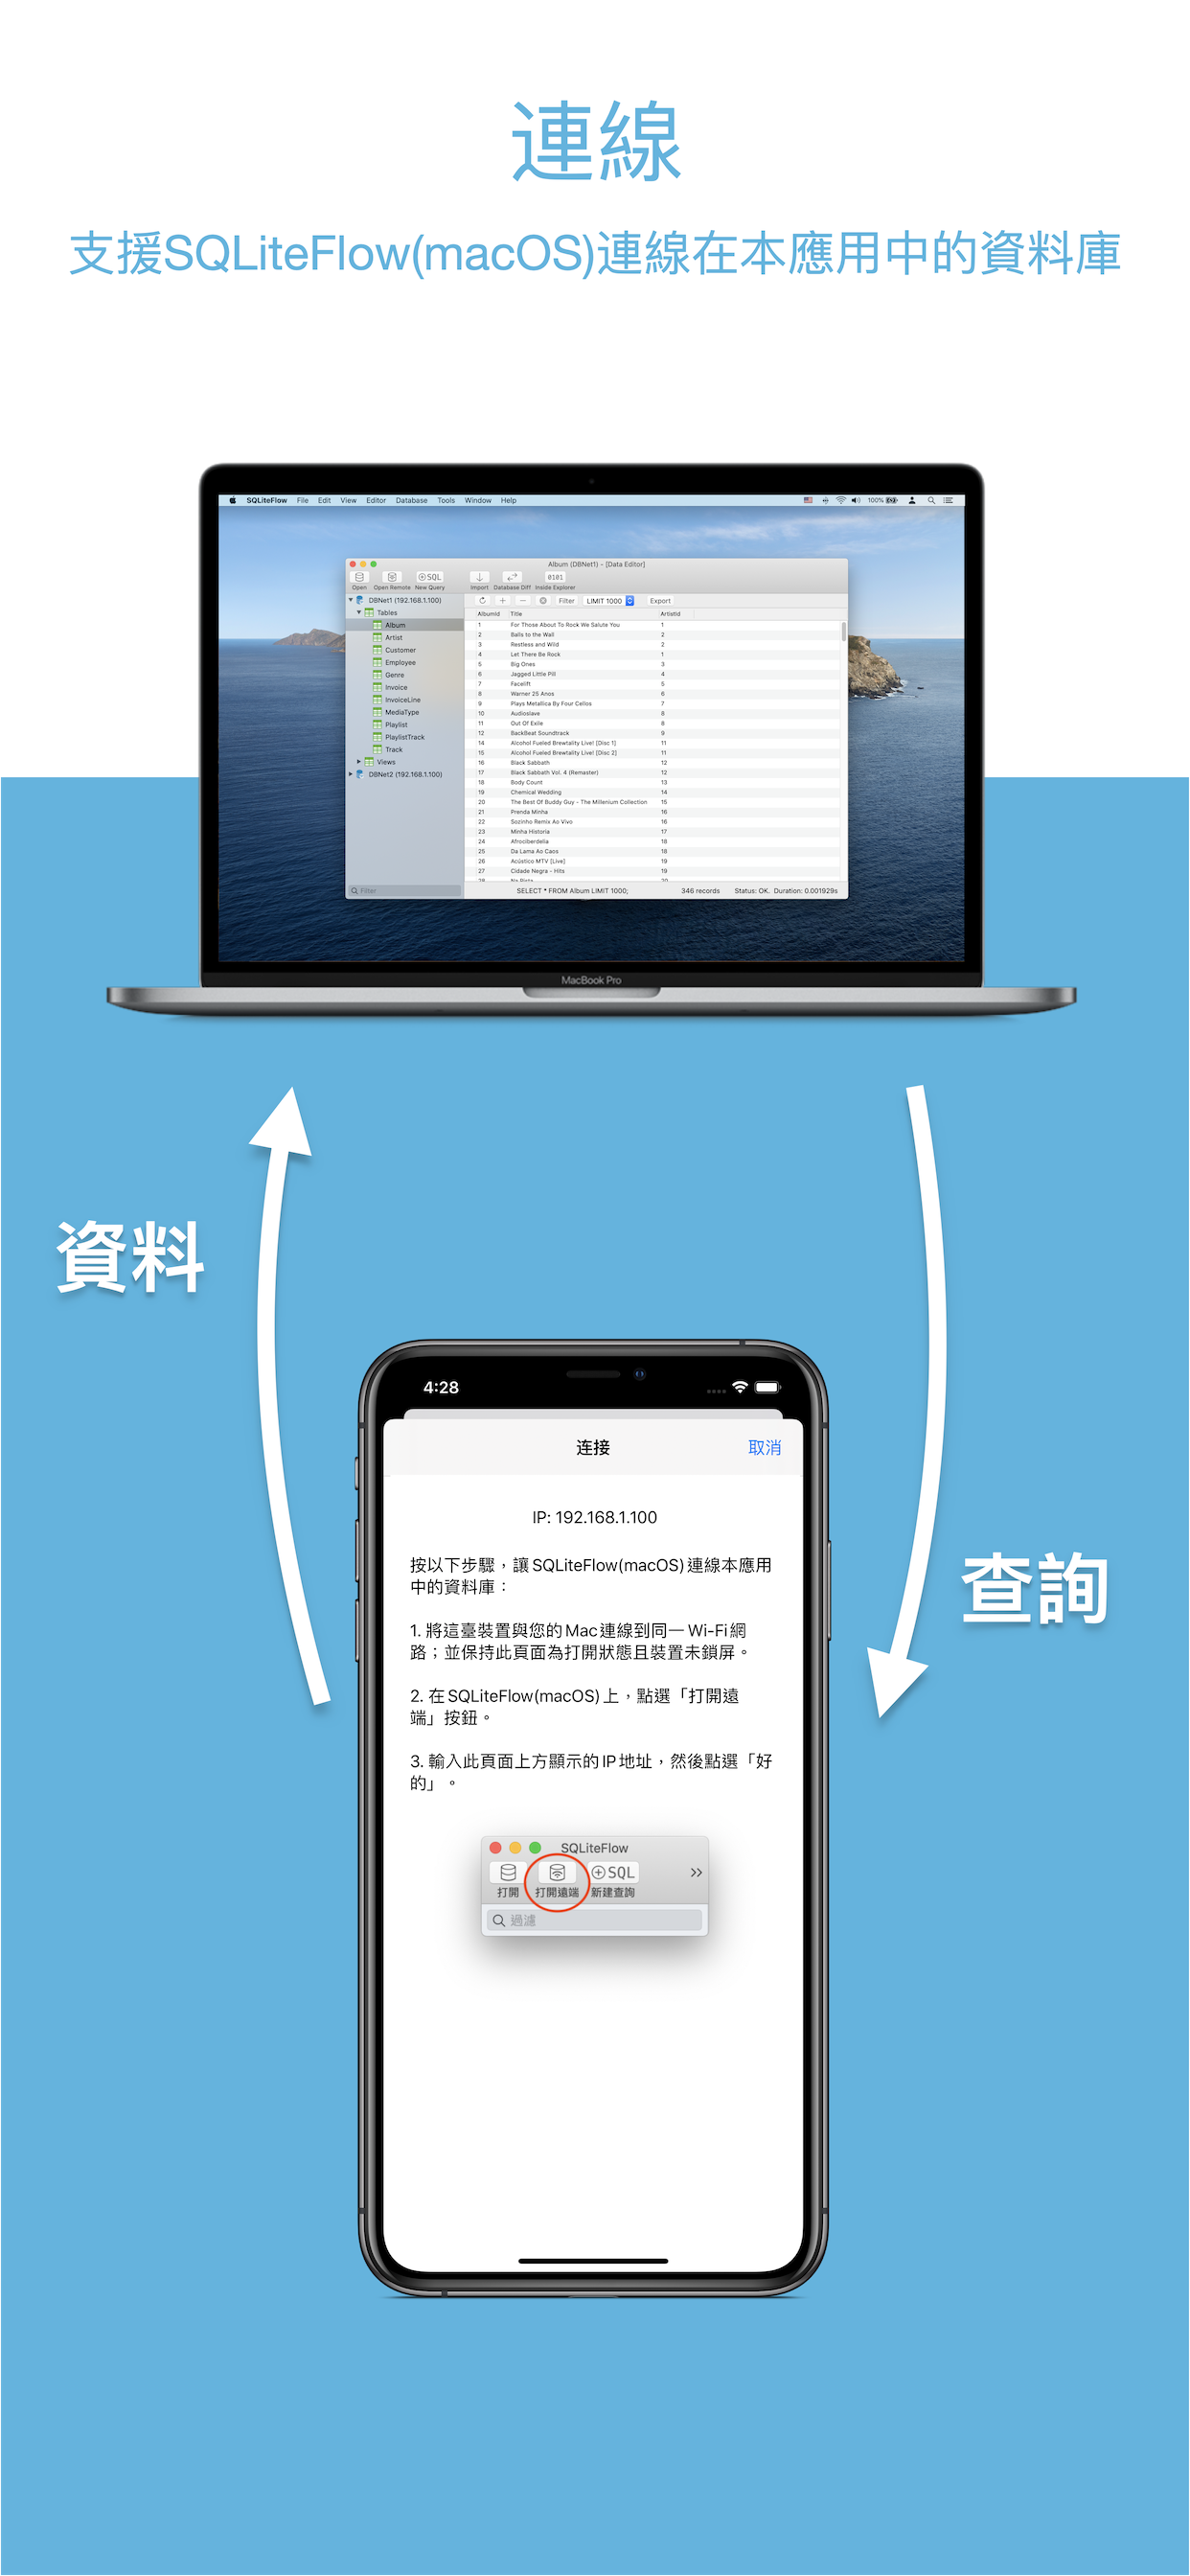 連線
支援SQLiteFlow(macOS)連線在本應用中的資料庫
SQLiteFlow File Edit View Editor Database Tools Window Help 100%
Album (DBNet1) - [Data Editor]
SQL
0101
Open Open Remote New Query Import Database Diff Inside Explorer
DBNet1 (192.168.1.100)
Tables
Album
Artist
Customer
Employee
Genre
Invoice
InvoiceLine
MediaType
Playlist
PlaylistTrack
Track
Views
DBNet2 (192.168.1.100)
Filter
Filter LIMIT 1000 Export
AlbumId Title ArtistId
1 For Those About To Rock We Salute You 1
2 Balls to the Wall 2
3 Restless and Wild 2
4 Let There Be Rock 1
5 Big Ones 3
6 Jagged Little Pill 4
7 Facelift 5
8 Warner 25 Anos 6
9 Plays Metallica By Four Cellos 7
10 Audioslave 8
11 Out Of Exile 8
12 BackBeat Soundtrack 9
14 Alcohol Fueled Brewtality Live! [Disc 1] 11
15 Alcohol Fueled Brewtality Live! [Disc 2] 11
16 Black Sabbath 12
17 Black Sabbath Vol. 4 (Remaster) 12
18 Body Count 13
19 Chemical Wedding 14
20 The Best Of Buddy Guy - The Millenium Collection 15
21 Prenda Minha 16
22 Sozinho Remix Ao Vivo 16
23 Minha Historia 17
24 Afrociberdelia 18
25 Da Lama Ao Caos 18
26 Acústico MTV [Live] 19
27 Cidade Negra - Hits 19
28 Na Pista 20
SELECT * FROM Album LIMIT 1000; 346 records Status: OK. Duration: 0.001929s
MacBook Pro
資料
查詢
4:28
连接 取消
IP: 192.168.1.100
按以下步驟，讓SQLiteFlow(macOS)連線本應用
中的資料庫：
1. 將這臺裝置與您的Mac連線到同一Wi-Fi網
路；並保持此頁面為打開狀態且裝置未鎖屏。
2. 在SQLiteFlow(macOS)上，點選「打開遠
端」按鈕。
3. 輸入此頁面上方顯示的IP地址，然後點選「好
的」。
SQLiteFlow
SQL
打開 打開遠端 新建查詢
過濾